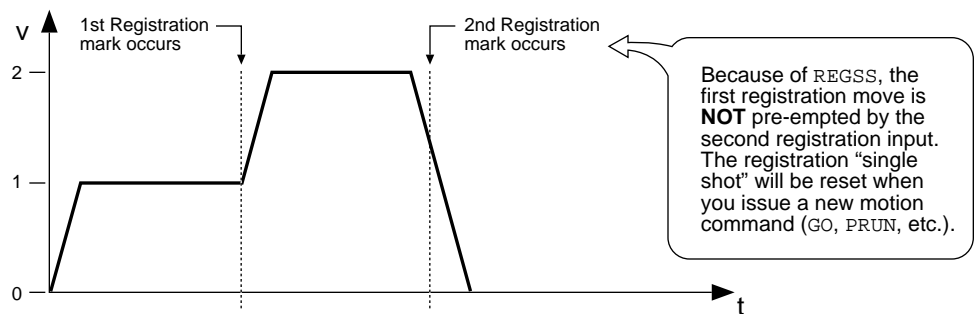 1st Registration
mark occurs
2nd Registration
mark occurs
v
2
1
0
t
Because of REGSS, the
first registration move is
NOT pre-empted by the
second registration input.
The registration “single
shot” will be reset when
you issue a new motion
command (GO, PRUN, etc.).